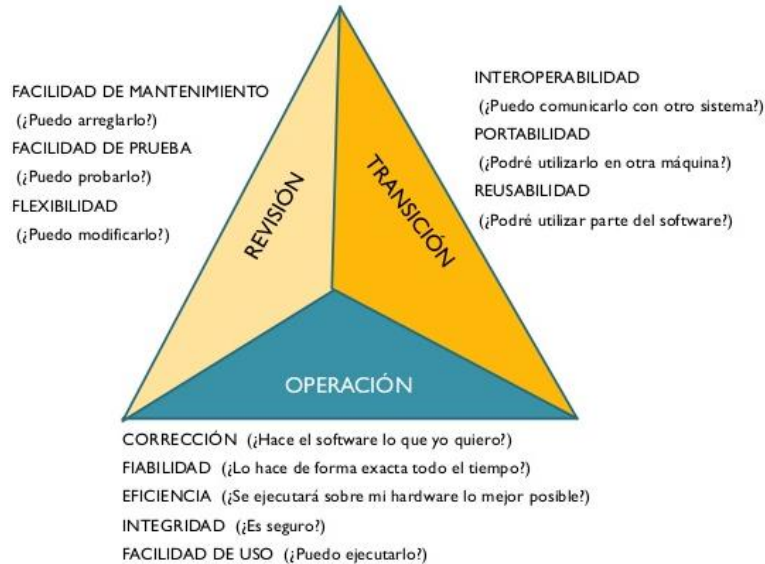 FACILIDAD DE MANTENIMIENTO
(¿Puedo arreglarlo?)
FACILIDAD DE PRUEBA
(¿Puedo probarlo?)
FLEXIBILIDAD
(¿Puedo modificarlo?)
REVISIÓN
TRANSICIÓN
INTEROPERABILIDAD
(¿Puedo comunicarlo con otro sistema?)
PORTABILIDAD
(¿Podré utilizarlo en otra máquina?)
REUSABILIDAD
(¿Podré utilizar parte del software?)
OPERACIÓN
CORRECCIÓN (¿Hace el software lo que yo quiero?)
FIABILIDAD (¿Lo hace de forma exacta todo el tiempo?)
EFICIENCIA (¿Se ejecutará sobre mi hardware lo mejor posible?)
INTEGRIDAD (¿Es seguro?)
FACILIDAD DE USO (¿Puedo ejecutarlo?)